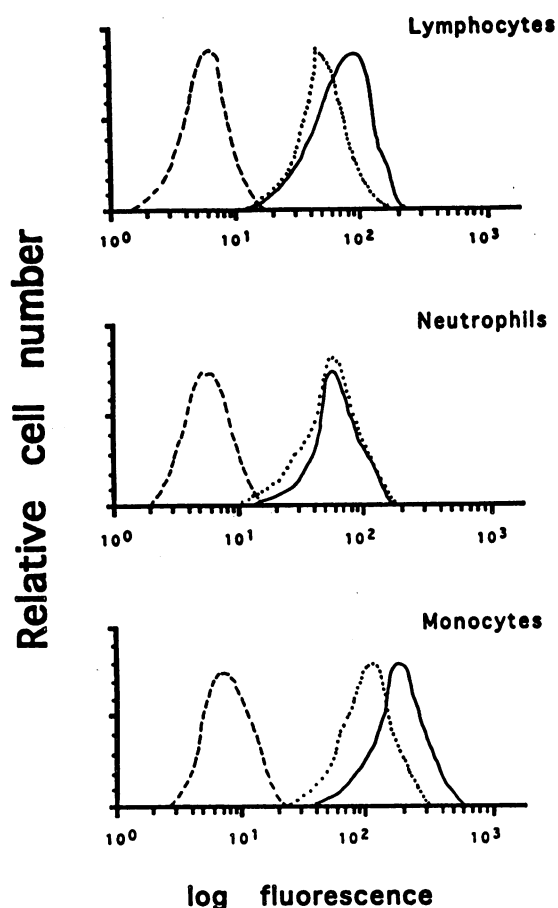 Lymphocytes
10⁰ 10¹ 10² 10³
Neutrophils
10⁰ 10¹ 10² 10³
Monocytes
10⁰ 10¹ 10² 10³
Relative cell number
log fluorescence